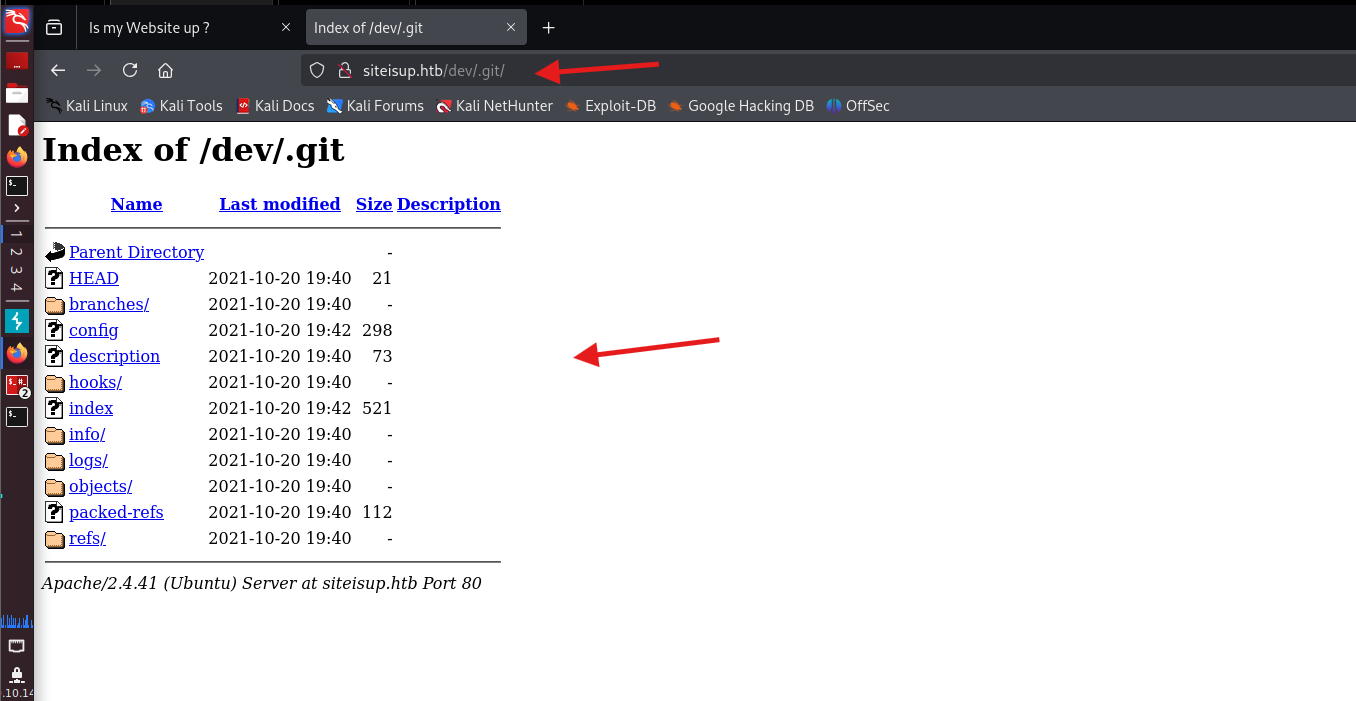 Is my Website up ?
Index of /dev/.git
siteisup.htb/dev/.git/
Kali Linux Kali Tools Kali Docs Kali Forums Kali NetHunter Exploit-DB Google Hacking DB OffSec
Index of /dev/.git
Name Last modified Size Description
Parent Directory -
HEAD 2021-10-20 19:40 21
branches/ 2021-10-20 19:40 -
config 2021-10-20 19:42 298
description 2021-10-20 19:40 73
hooks/ 2021-10-20 19:40 -
index 2021-10-20 19:42 521
info/ 2021-10-20 19:40 -
logs/ 2021-10-20 19:40 -
objects/ 2021-10-20 19:40 -
packed-refs 2021-10-20 19:40 112
refs/ 2021-10-20 19:40 -
Apache/2.4.41 (Ubuntu) Server at siteisup.htb Port 80
1
2
3
4
2
.10.14